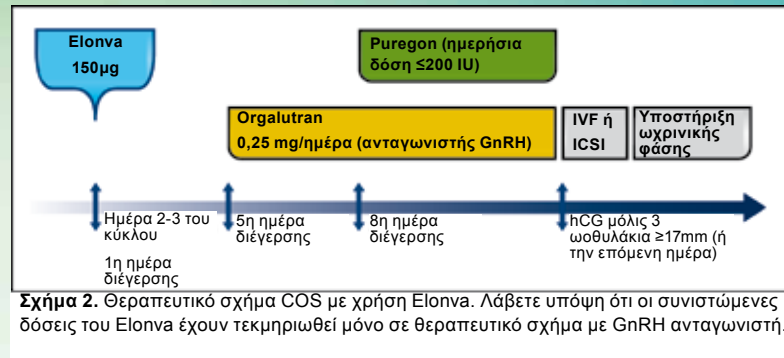 Elonva
150μg
Puregon (ημερήσια
δόση ≤200 IU)
Orgalutran
0,25 mg/ημέρα (ανταγωνιστής GnRH)
IVF ή
ICSI
Υποστήριξη
ωχρινικής
φάσης
Ημέρα 2-3 του
κύκλου
1η ημέρα
διέγερσης
5η ημέρα
διέγερσης
8η ημέρα
διέγερσης
hCG μόλις 3
ωοθυλάκια ≥17mm (ή
την επόμενη ημέρα)
Σχήμα 2. Θεραπευτικό σχήμα COS με χρήση Elonva. Λάβετε υπόψη ότι οι συνιστώμενες
δόσεις του Elonva έχουν τεκμηριωθεί μόνο σε θεραπευτικό σχήμα με GnRH ανταγωνιστή.